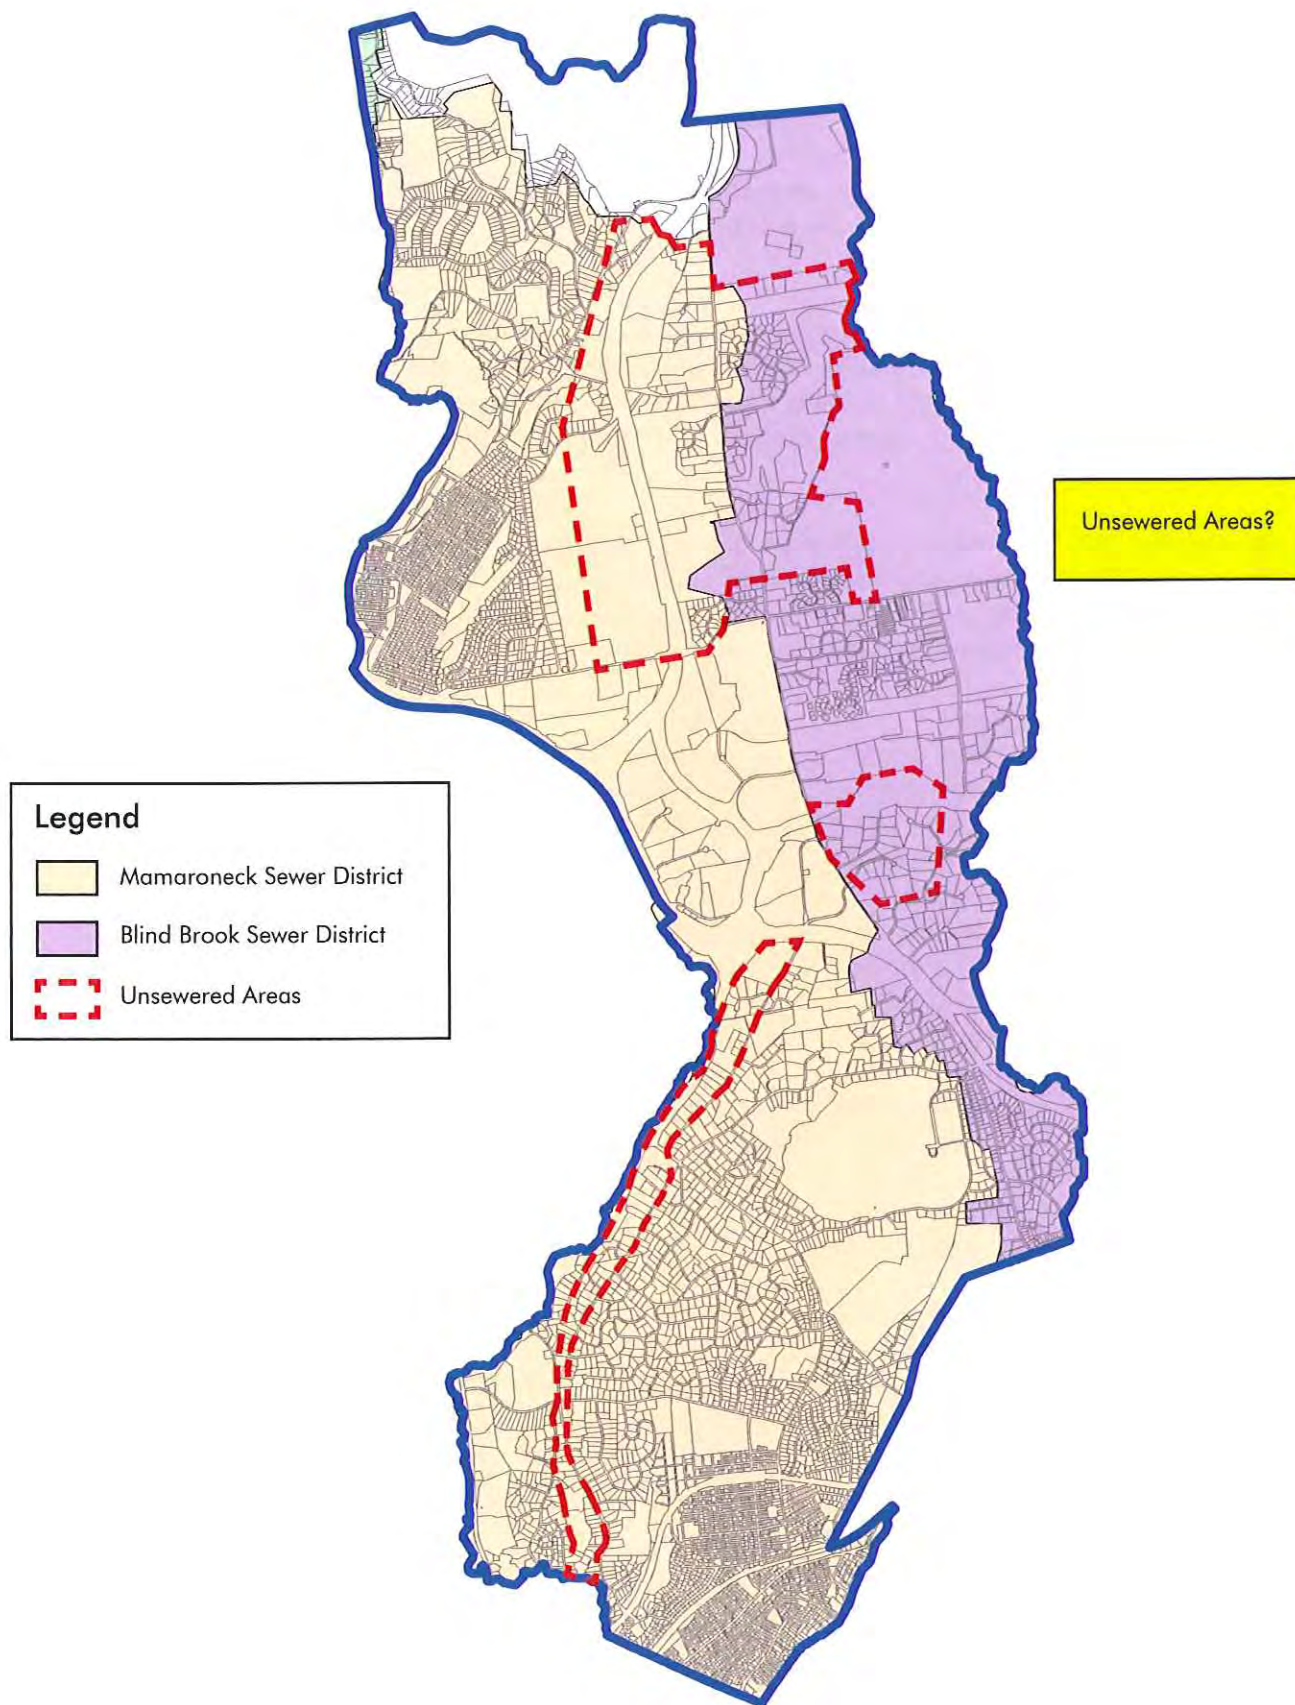 Unsewered Areas?
Legend
Mamaroneck Sewer District
Blind Brook Sewer District
Unsewered Areas